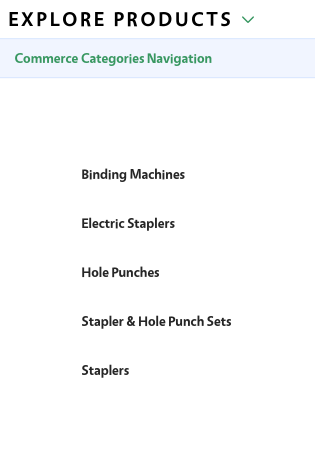 EXPLORE PRODUCTS
Commerce Categories Navigation
Binding Machines
Electric Staplers
Hole Punches
Stapler & Hole Punch Sets
Staplers